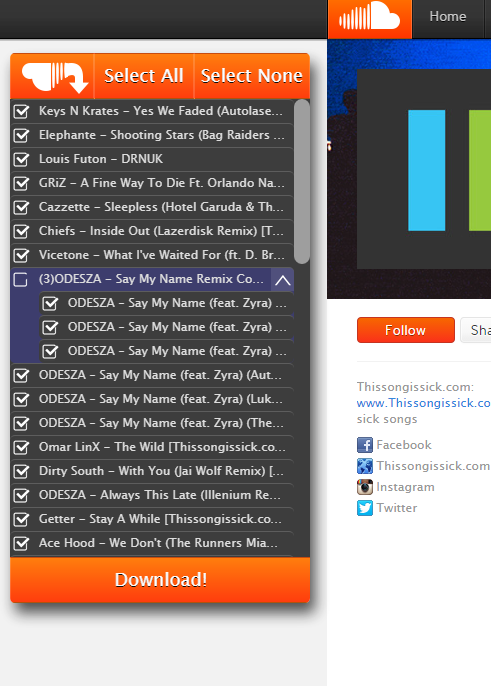 Home
Select All
Select None
Keys N Krates – Yes We Faded (Autolase...
Elephante – Shooting Stars (Bag Raiders ...
Louis Futon – DRNUK
GRiZ – A Fine Way To Die Ft. Orlando Na...
Cazzette – Sleepless (Hotel Garuda & Th...
Chiefs – Inside Out (Lazerdisk Remix) [T...
Vicetone – What I've Waited For (ft. D. Br...
(3)ODESZA – Say My Name Remix Co...
ODESZA – Say My Name (feat. Zyra) ...
ODESZA – Say My Name (feat. Zyra) ...
ODESZA – Say My Name (feat. Zyra) ...
ODESZA – Say My Name (feat. Zyra) (Aut...
ODESZA – Say My Name (feat. Zyra) (Luk...
ODESZA – Say My Name (feat. Zyra) (The...
Omar LinX – The Wild [Thissongissick.co...
Dirty South – With You (Jai Wolf Remix) [...
ODESZA – Always This Late (Illenium Re...
Getter – Stay A While [Thissongissick.co...
Ace Hood – We Don't (The Runners Mia...
Download!
Follow
Sha
Thissongissick.com:
www.Thissongissick.co
sick songs
Facebook
Thissongissick.com
Instagram
Twitter